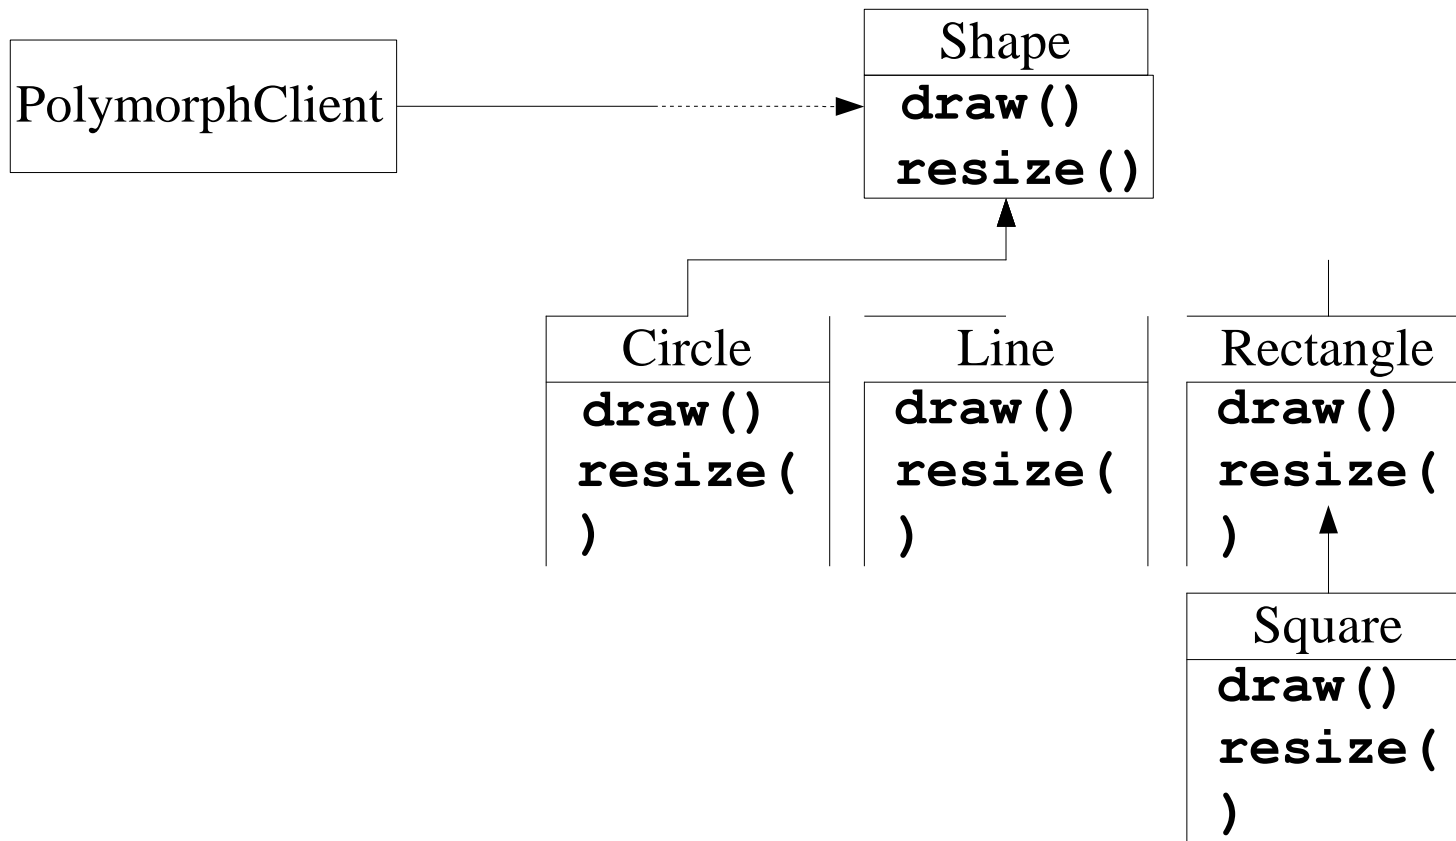 Shape
PolymorphClient
draw()
resize()
Circle
draw()
resize(
)
Line
draw()
resize(
)
Rectangle
draw()
resize(
)
Square
draw()
resize(
)